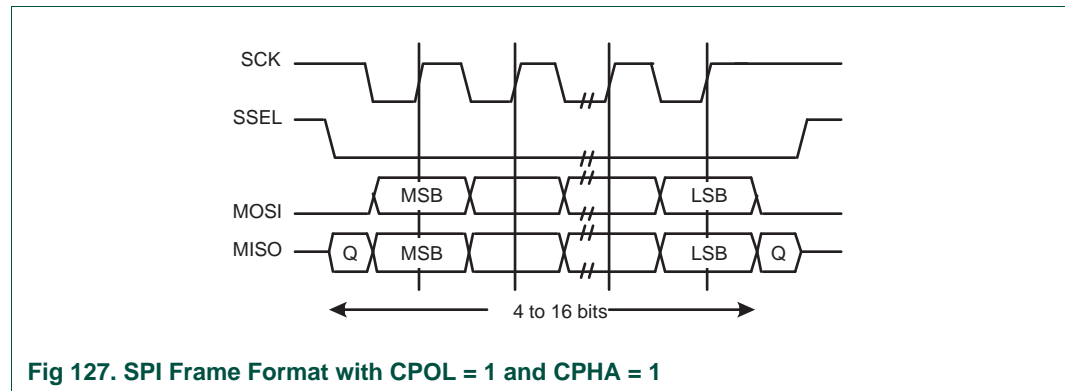 SCK
SSEL
MOSI MSB LSB
MISO Q MSB LSB Q
4 to 16 bits
Fig 127. SPI Frame Format with CPOL = 1 and CPHA = 1